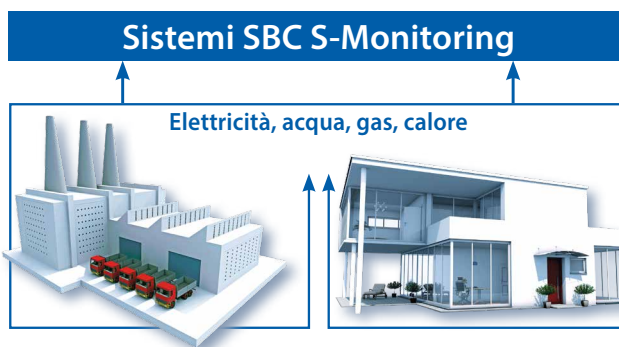 Sistemi SBC S-Monitoring
Elettricità, acqua, gas, calore